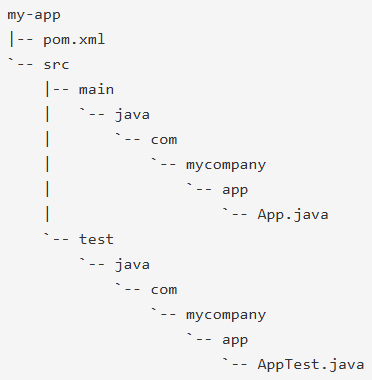 my-app
|-- pom.xml
`-- src
    |-- main
    |   `-- java
    |       `-- com
    |           `-- mycompany
    |               `-- app
    |                   `-- App.java
    `-- test
        `-- java
            `-- com
                `-- mycompany
                    `-- app
                        `-- AppTest.java